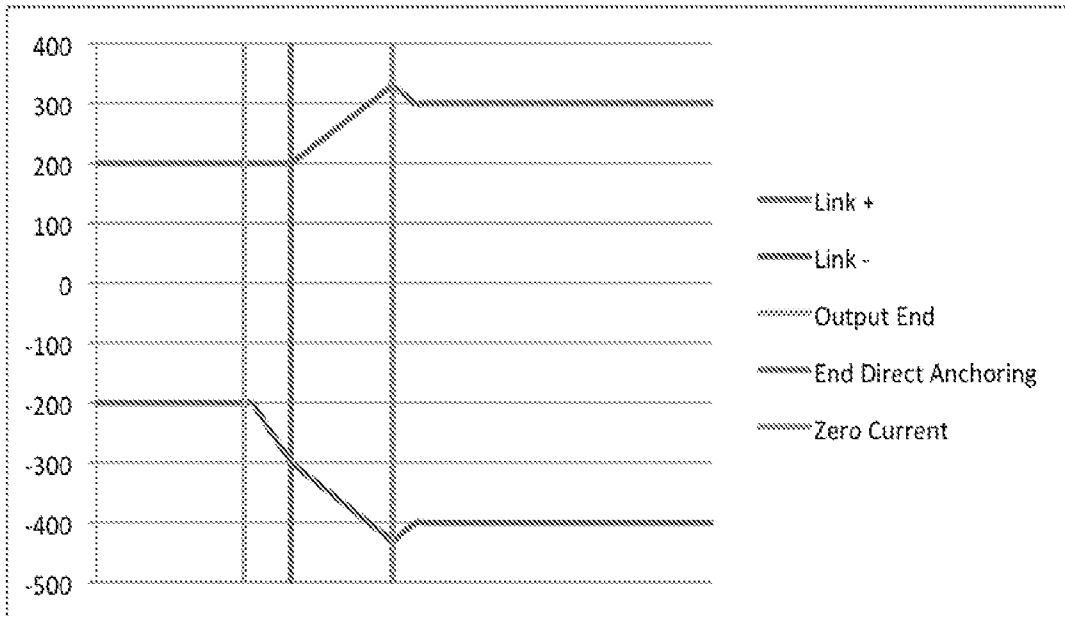 400
300
200
100
0
-100
-200
-300
-400
-500
Link +
Link -
Output End
End Direct Anchoring
Zero Current